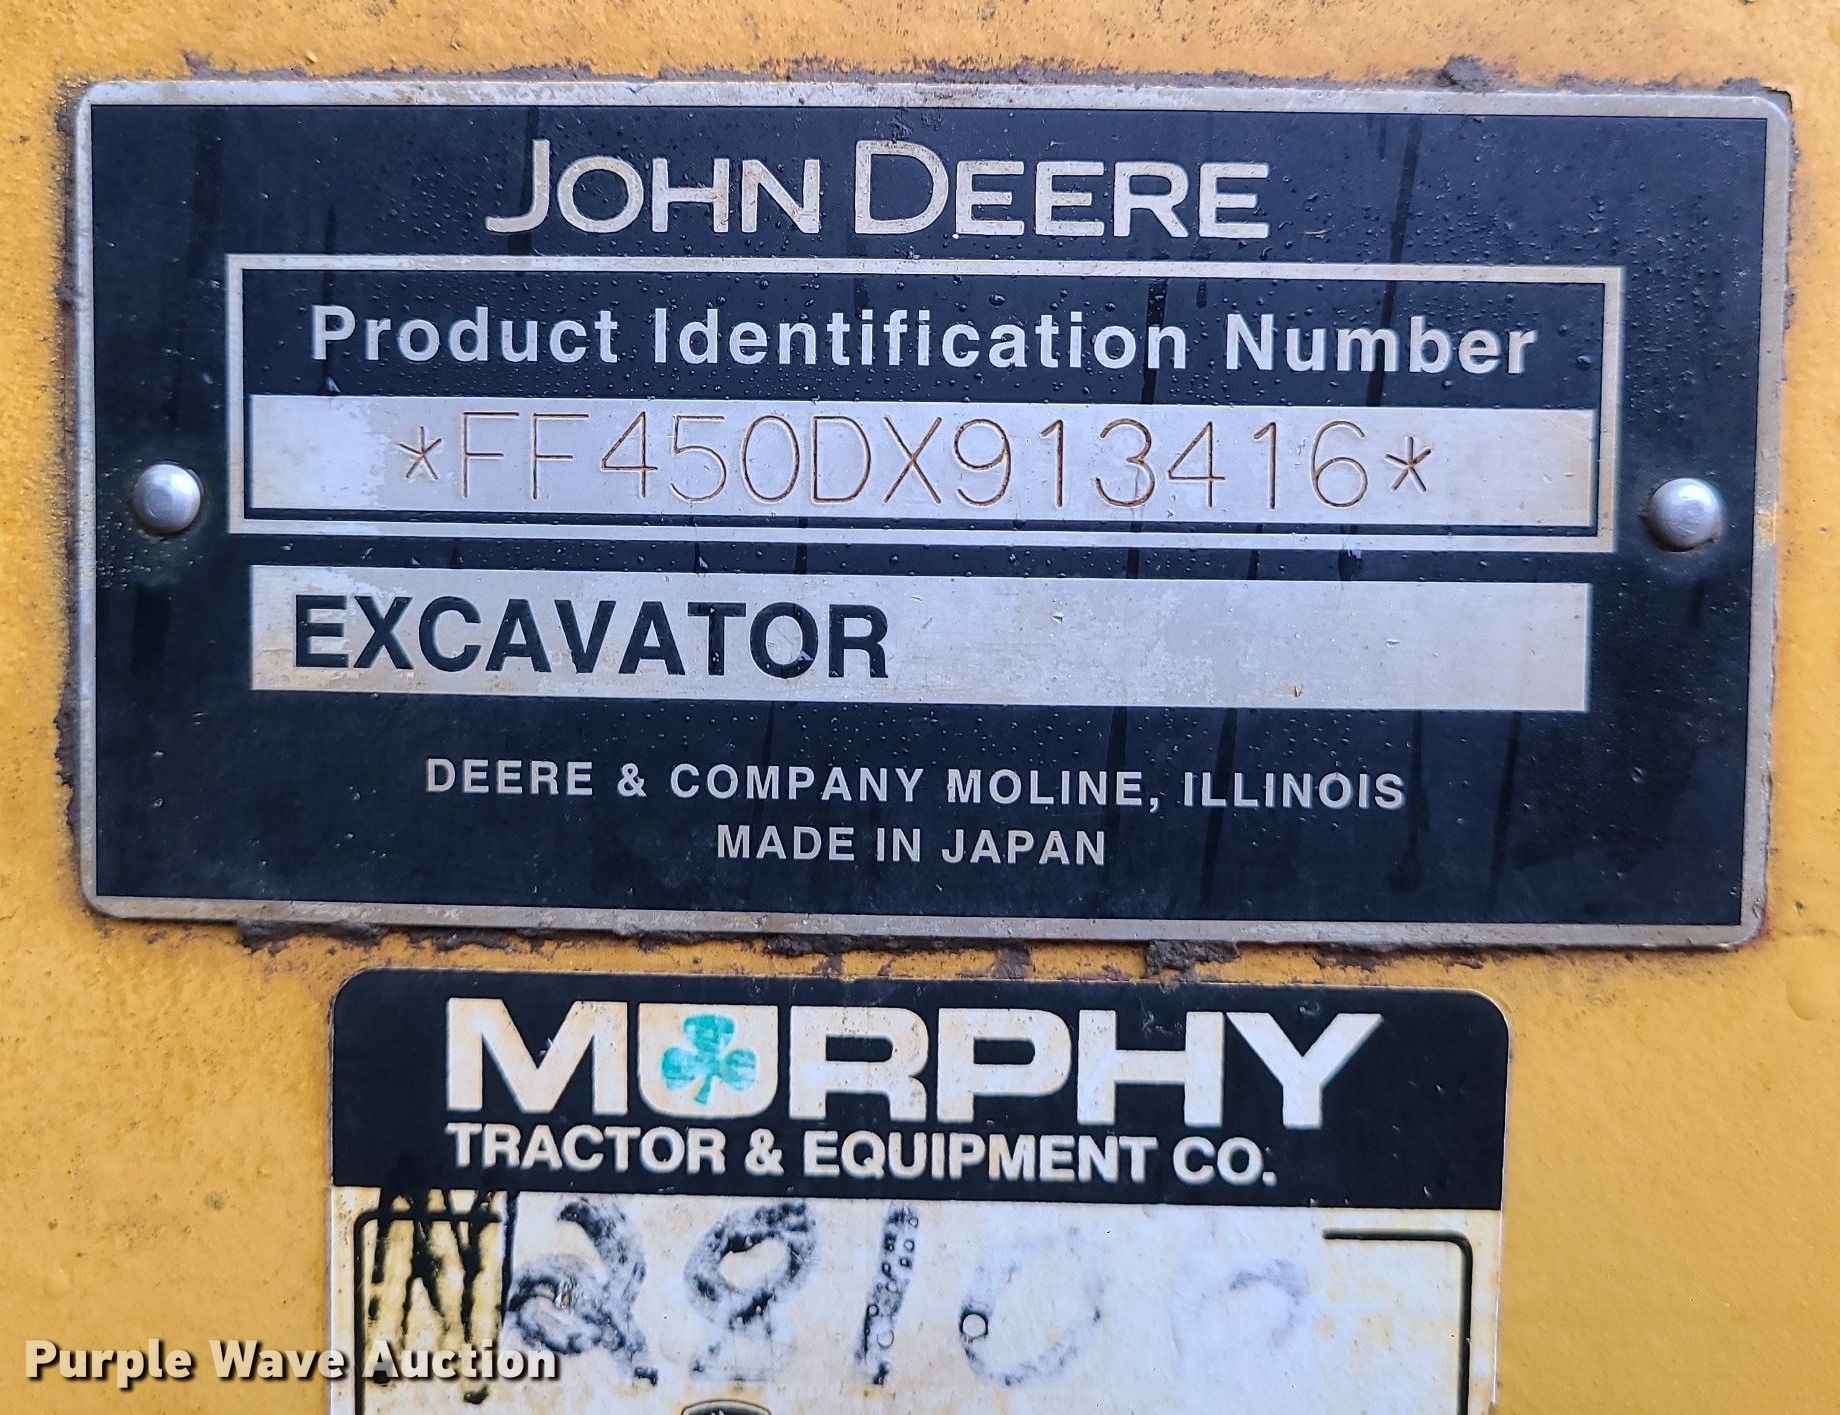 JOHN DEERE
Product Identification Number
*FF450DX913416*
EXCAVATOR
DEERE & COMPANY MOLINE, ILLINOIS
MADE IN JAPAN
MURPHY
TRACTOR & EQUIPMENT CO.
Purple Wave Auction